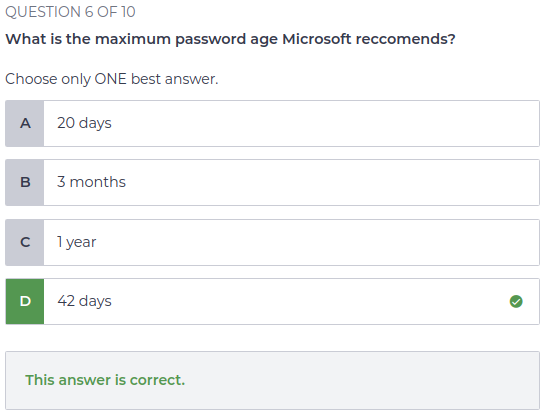 QUESTION 6 OF 10
What is the maximum password age Microsoft reccomends?
Choose only ONE best answer.
A 20 days
B 3 months
C 1 year
D 42 days
This answer is correct.